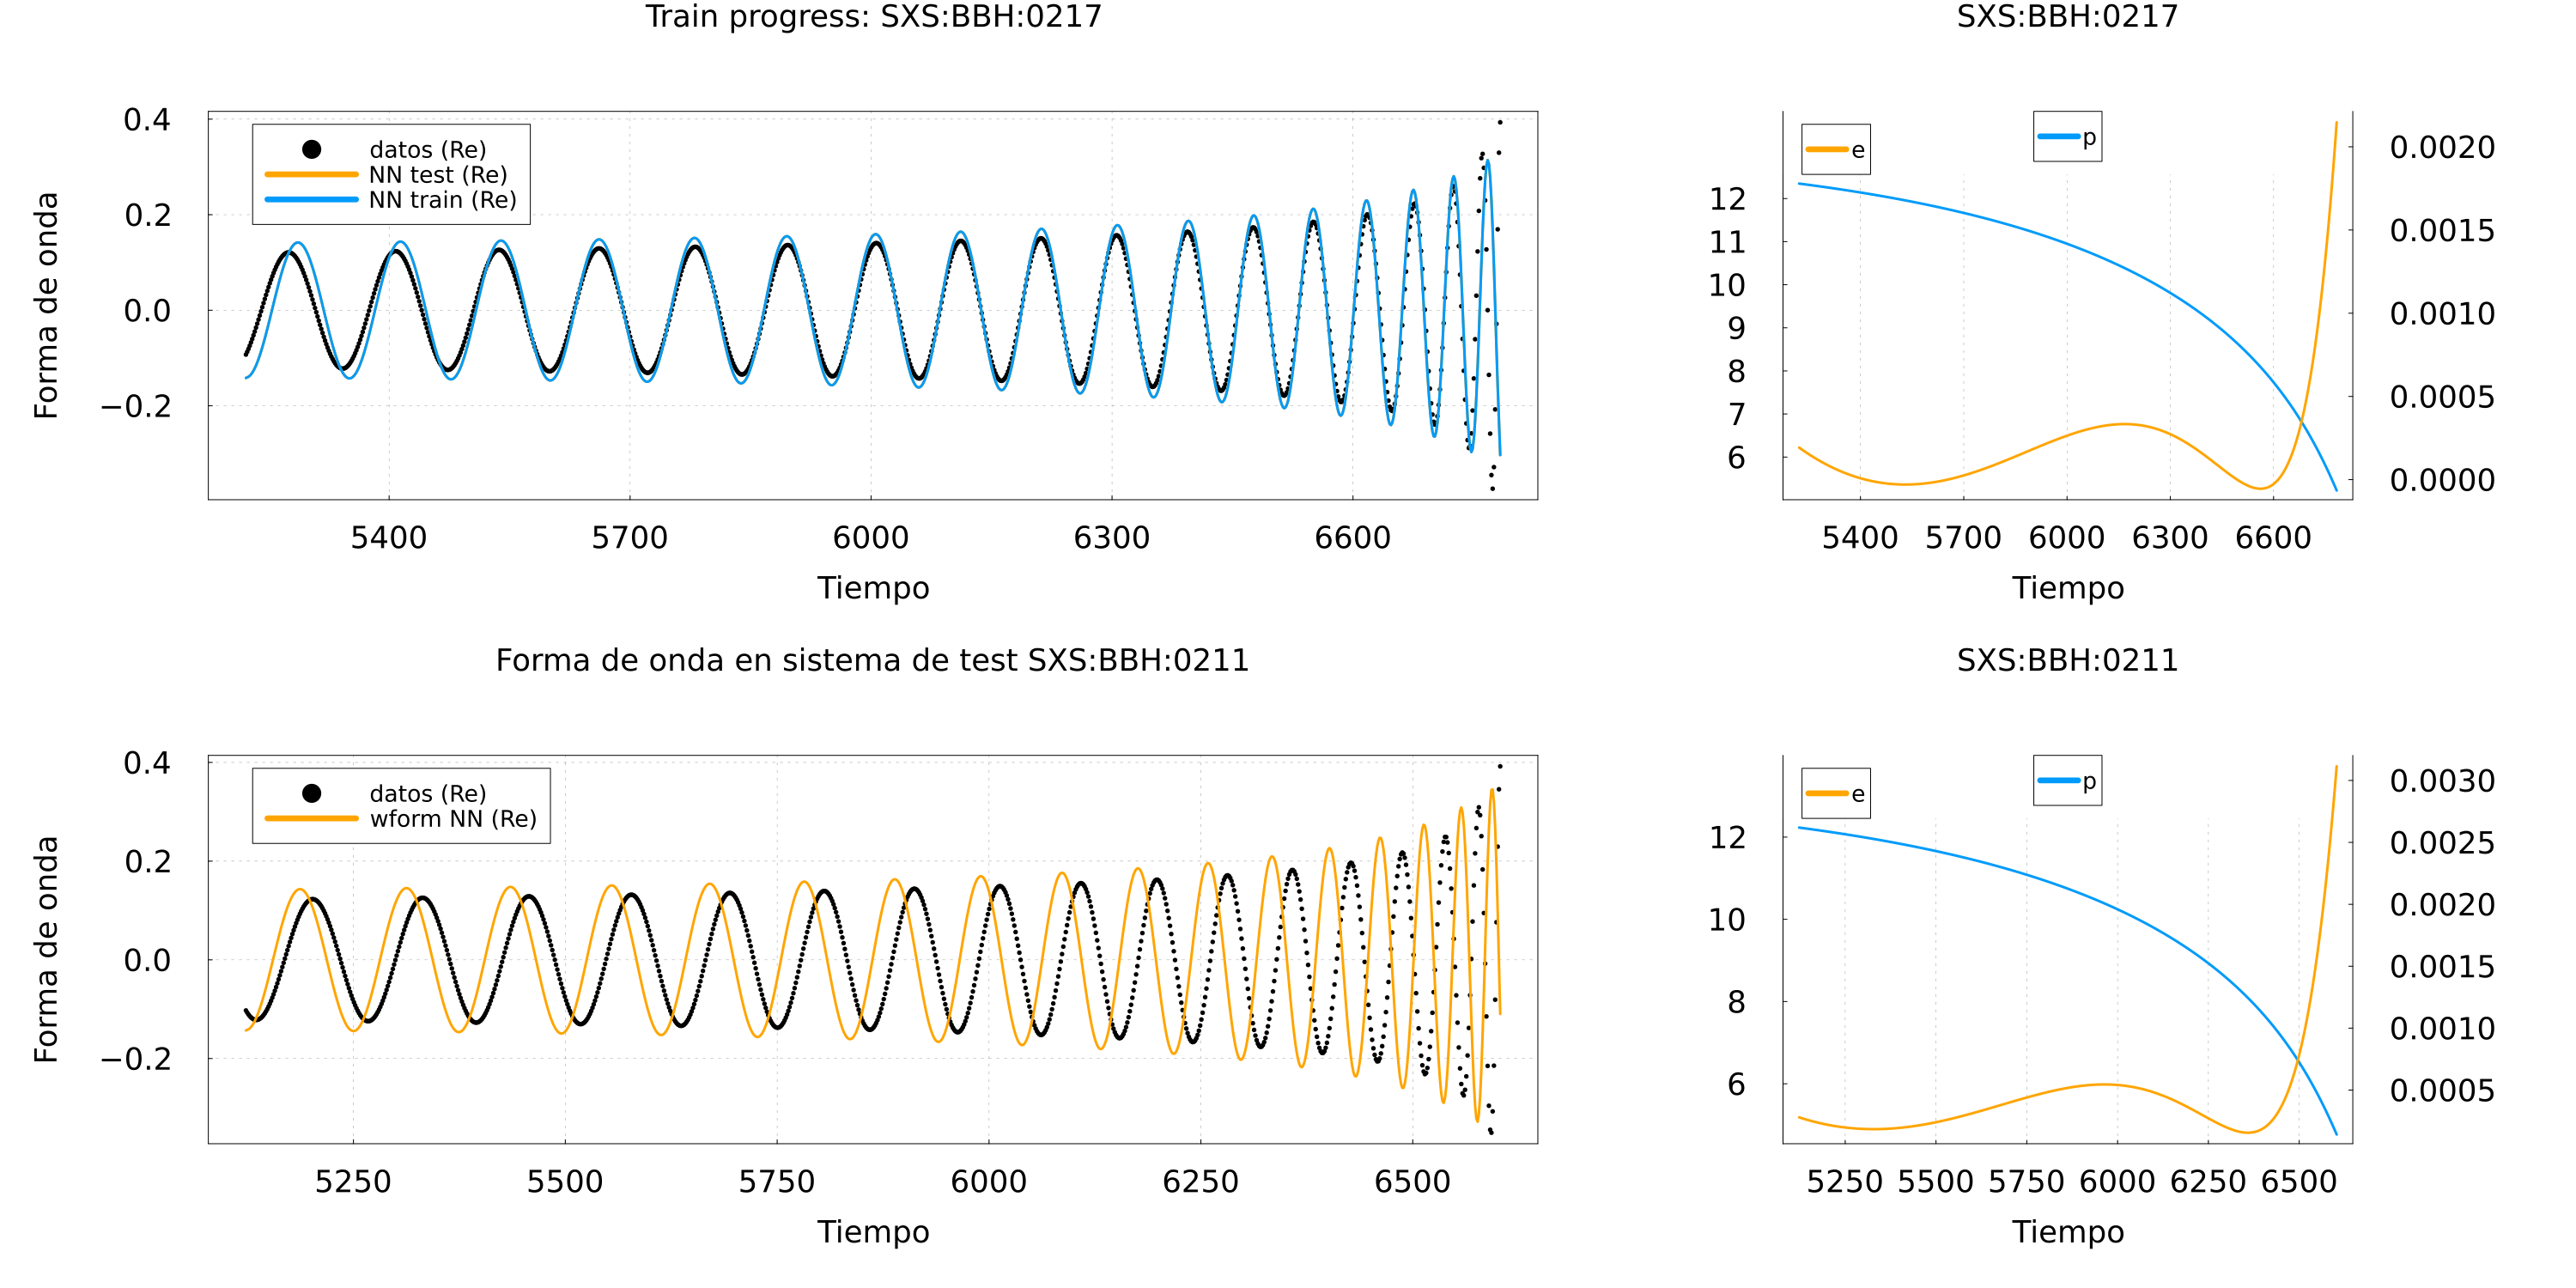 Train progress: SXS:BBH:0217
datos (Re)
NN test (Re)
NN train (Re)
Forma de onda
0.4
0.2
0.0
−0.2
5400 5700 6000 6300 6600
Tiempo
SXS:BBH:0217
e
p
12
11
10
9
8
7
6
0.0020
0.0015
0.0010
0.0005
0.0000
5400 5700 6000 6300 6600
Tiempo
Forma de onda en sistema de test SXS:BBH:0211
datos (Re)
wform NN (Re)
Forma de onda
0.4
0.2
0.0
−0.2
5250 5500 5750 6000 6250 6500
Tiempo
SXS:BBH:0211
e
p
12
10
8
6
0.0030
0.0025
0.0020
0.0015
0.0010
0.0005
5250 5500 5750 6000 6250 6500
Tiempo